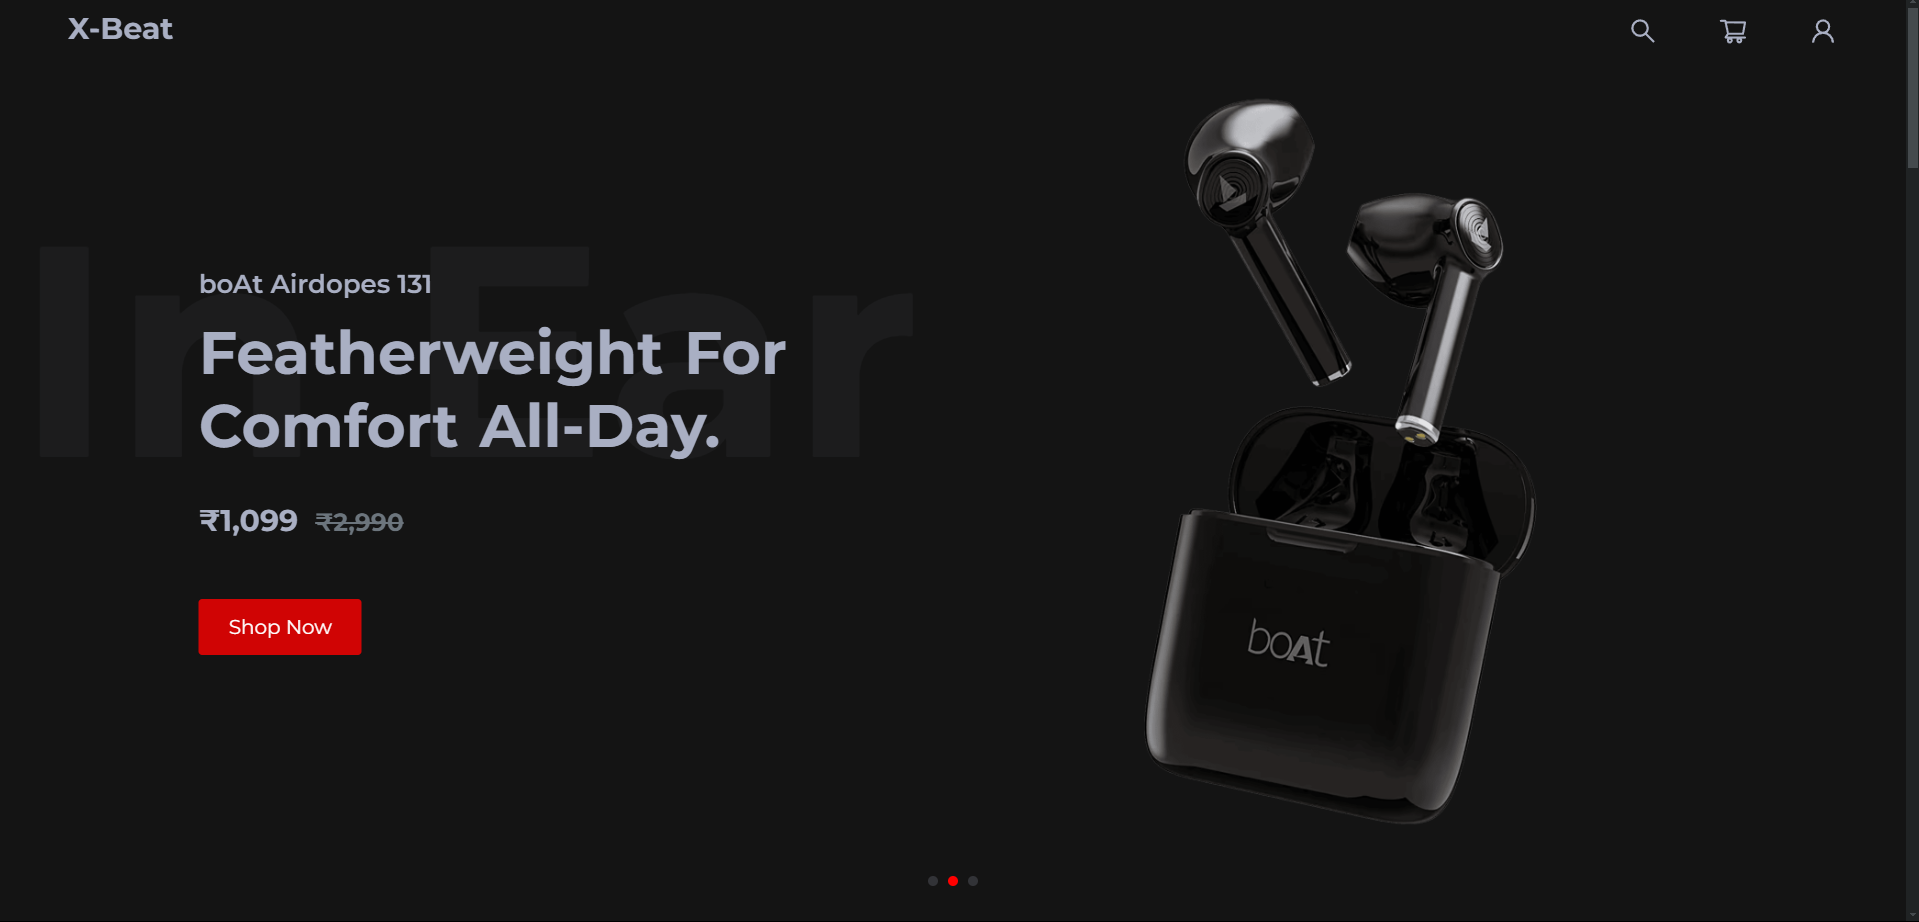 X-Beat
In Ear
boAt Airdopes 131
Featherweight For
Comfort All-Day.
₹1,099 ₹2,990
Shop Now
boAt